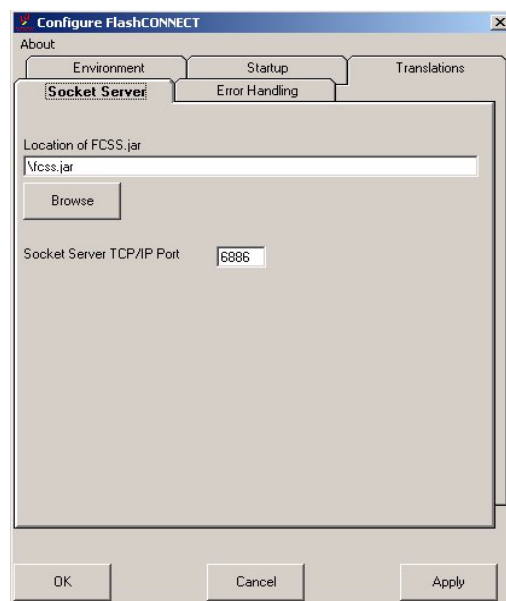 Configure FlashCONNECT
About
Environment Startup Translations
Socket Server Error Handling
Location of FCSS.jar
\fcss.jar
Browse
Socket Server TCP/IP Port 6886
OK Cancel Apply